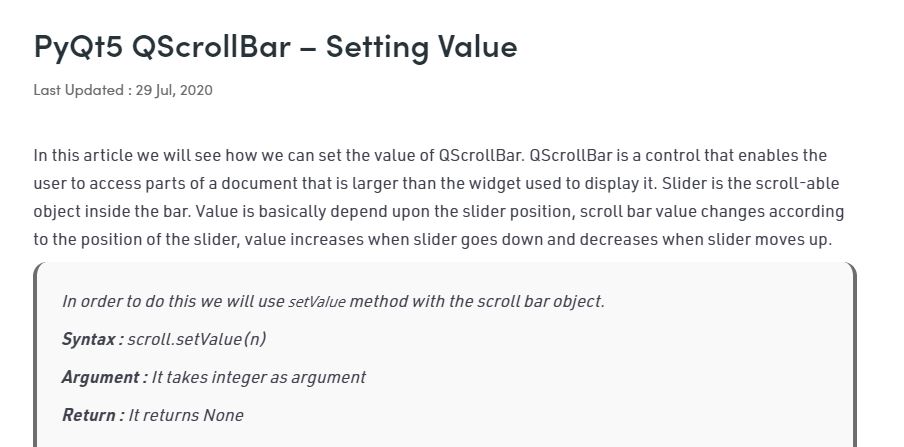 PyQt5 QScrollBar – Setting Value
Last Updated : 29 Jul, 2020
In this article we will see how we can set the value of QScrollBar. QScrollBar is a control that enables the
user to access parts of a document that is larger than the widget used to display it. Slider is the scroll-able
object inside the bar. Value is basically depend upon the slider position, scroll bar value changes according
to the position of the slider, value increases when slider goes down and decreases when slider moves up.
In order to do this we will use setValue method with the scroll bar object.
Syntax : scroll.setValue(n)
Argument : It takes integer as argument
Return : It returns None